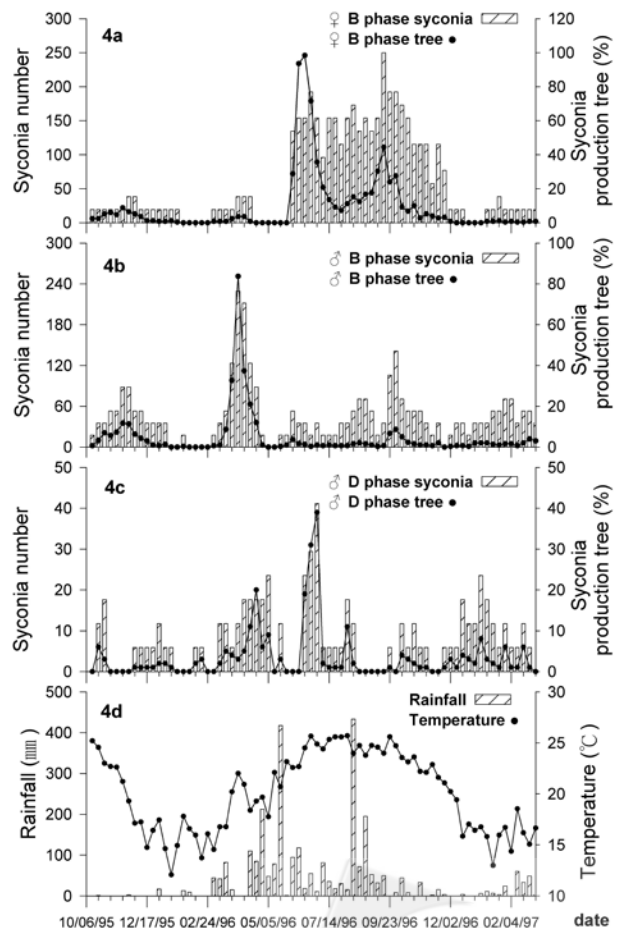 4a
♀ B phase syconia
♀ B phase tree
Syconia number
300
250
200
150
100
50
0
120
100
80
60
40
20
0
Syconia
production tree (%)
4b
♂ B phase syconia
♂ B phase tree
Syconia number
300
240
180
120
60
0
100
80
60
40
20
0
Syconia
production tree (%)
4c
♂ D phase syconia
♂ D phase tree
Syconia number
50
40
30
20
10
0
50
40
30
20
10
0
Syconia
production tree (%)
4d
Rainfall
Temperature
Rainfall (㎜)
500
400
300
200
100
0
30
25
20
15
10
Temperature (℃)
10/06/95 12/17/95 02/24/96 05/05/96 07/14/96 09/23/96 12/02/96 02/04/97 date